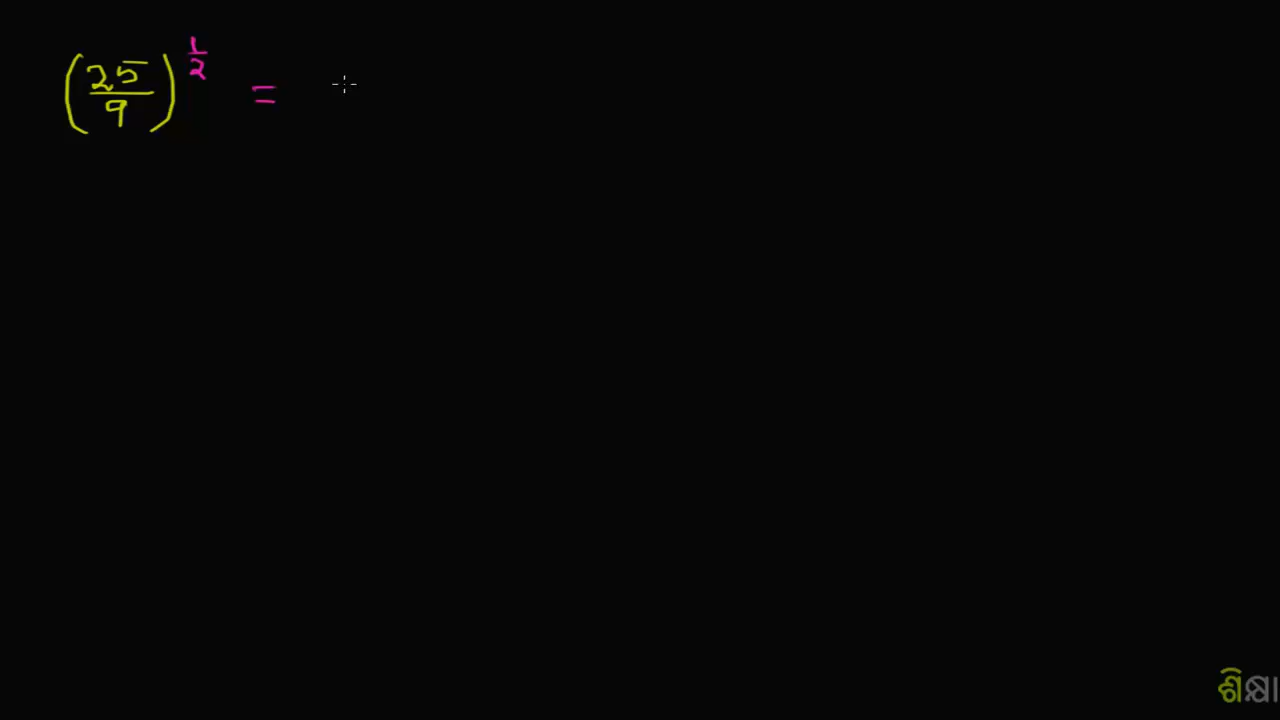 (25/9)^(1/2) =
ଶିକ୍ଷା